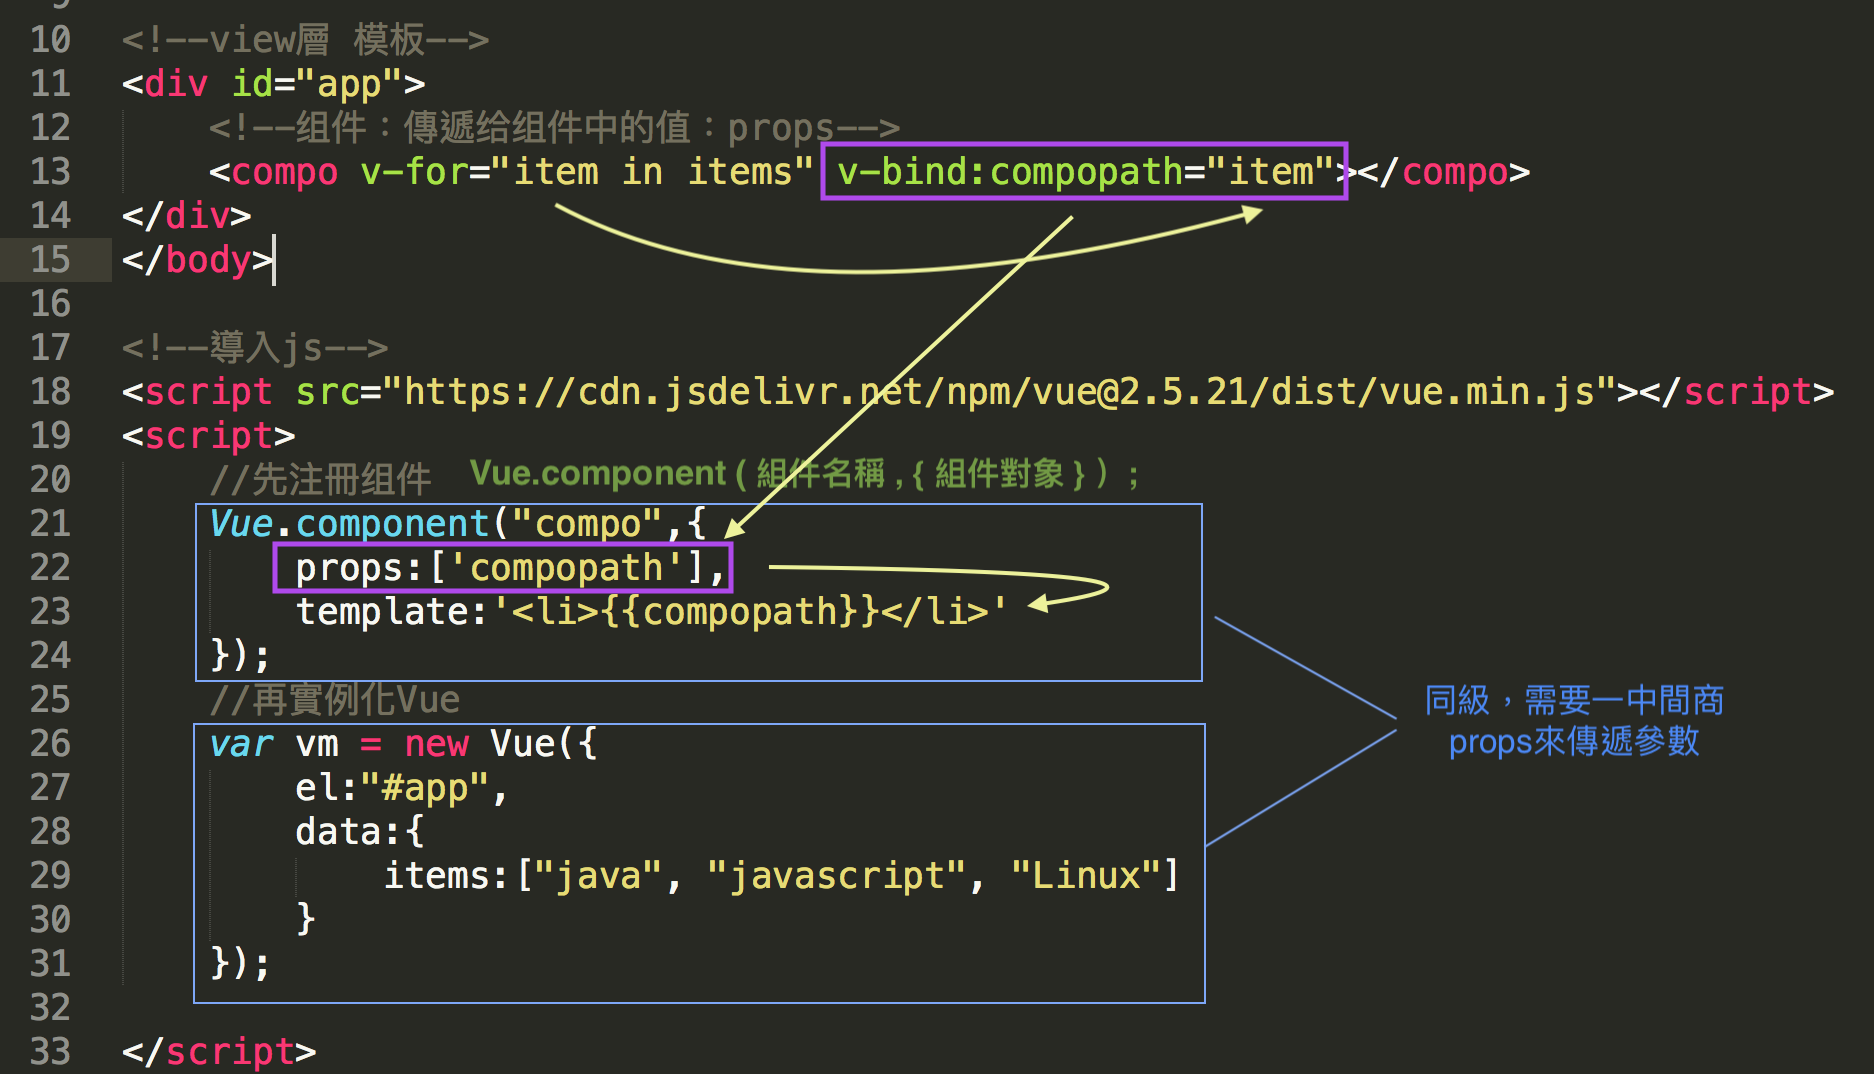 10 <!--view層 模板-->
11 <div id="app">
12 <!--组件：傳遞给组件中的值：props-->
13 <compo v-for="item in items" v-bind:compopath="item"></compo>
14 </div>
15 </body>
16
17 <!--導入js-->
18 <script src="https://cdn.jsdelivr.net/npm/vue@2.5.21/dist/vue.min.js"></script>
19 <script>
20 //先注冊组件 Vue.component ( 組件名稱 , { 組件對象 } ) ;
21 Vue.component("compo",{
22 props:['compopath'],
23 template:'<li>{{compopath}}</li>'
24 });
25 //再實例化Vue
同級，需要一中間商
props來傳遞參數
26 var vm = new Vue({
27 el:"#app",
28 data:{
29 items:["java", "javascript", "Linux"]
30 }
31 });
32
33 </script>